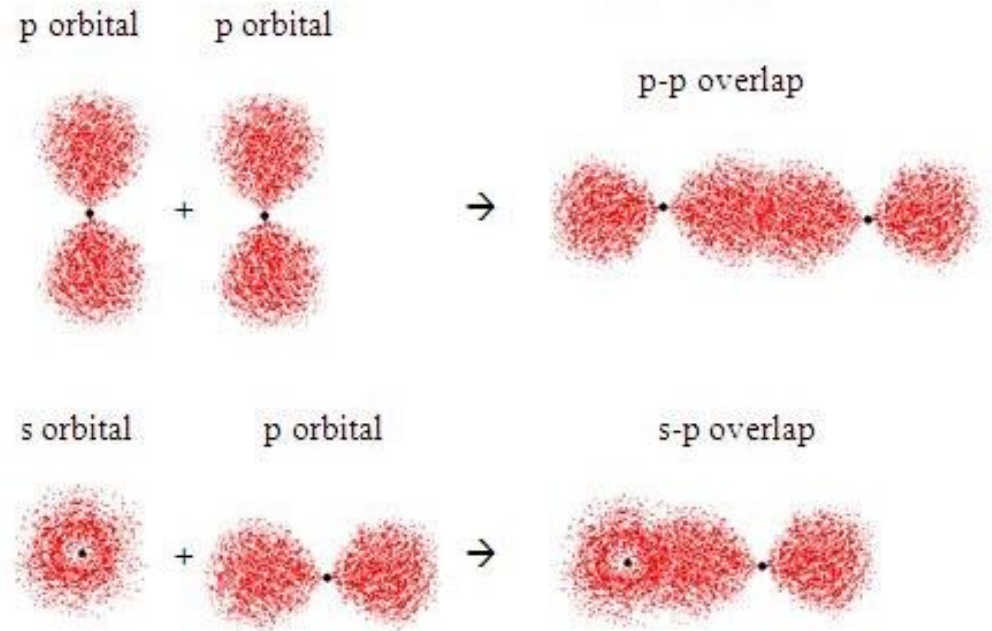 p orbital p orbital
p-p overlap
+ →
s orbital p orbital s-p overlap
+ →